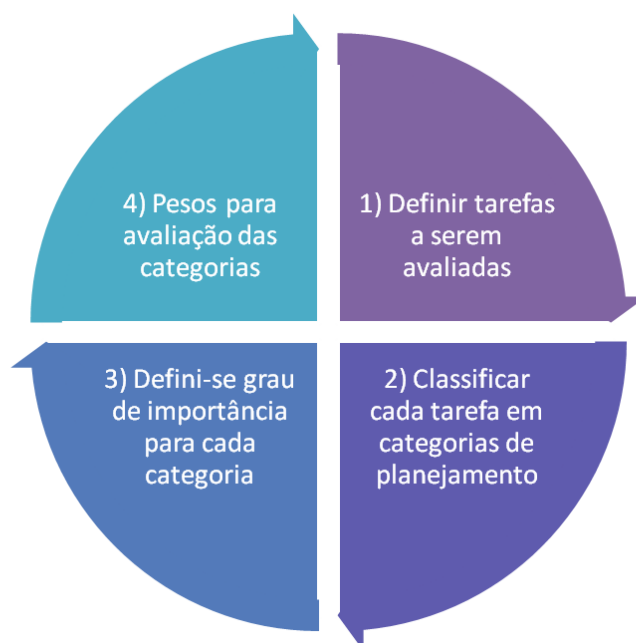 1) Definir tarefas
a serem
avaliadas
2) Classificar
cada tarefa em
categorias de
planejamento
3) Defini-se grau
de importância
para cada
categoria
4) Pesos para
avaliação das
categorias